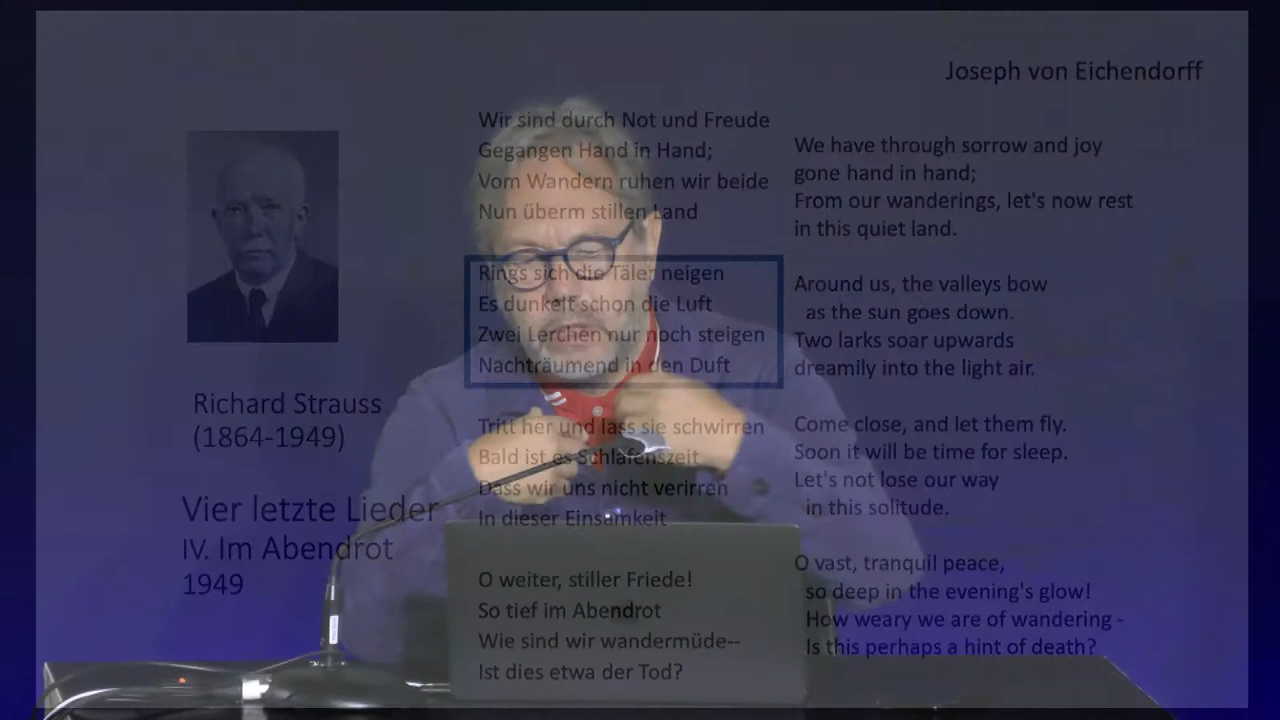 Joseph von Eichendorff
Richard Strauss
(1864-1949)
Vier letzte Lieder
IV. Im Abendrot
1949
Wir sind durch Not und Freude
Gegangen Hand in Hand;
Vom Wandern ruhen wir beide
Nun überm stillen Land
Rings sich die Täler neigen
Es dunkelt schon die Luft
Zwei Lerchen nur noch steigen
Nachträumend in den Duft
Tritt her und lass sie schwirren
Bald ist es Schlafenszeit
Dass wir uns nicht verirren
In dieser Einsamkeit
O weiter, stiller Friede!
So tief im Abendrot
Wie sind wir wandermüde--
Ist dies etwa der Tod?
We have through sorrow and joy
gone hand in hand;
From our wanderings, let's now rest
in this quiet land.
Around us, the valleys bow
as the sun goes down.
Two larks soar upwards
dreamily into the light air.
Come close, and let them fly.
Soon it will be time for sleep.
Let's not lose our way
in this solitude.
O vast, tranquil peace,
so deep in the evening's glow!
How weary we are of wandering -
Is this perhaps a hint of death?